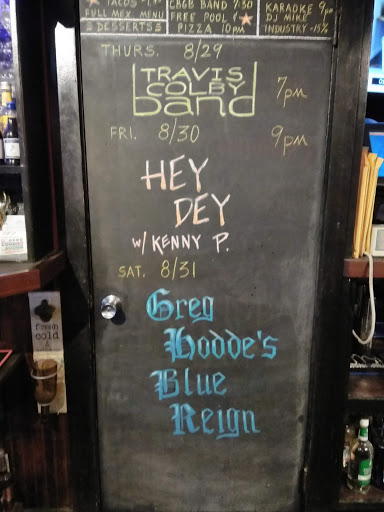 TACOS
FULL MEX MENU
DESSERTS
CBGB BAND 7:30
FREE POOL &
PIZZA 10pm
KARAOKE 9pm
DJ MIKE
INDUSTRY -15%
THURS. 8/29
TRAVIS
COLBY
band
7pm
FRI. 8/30
9pm
HEY
DEY
W/ KENNY P.
SAT. 8/31
Greg
Hodde's
Blue
Reign
fresh
cold